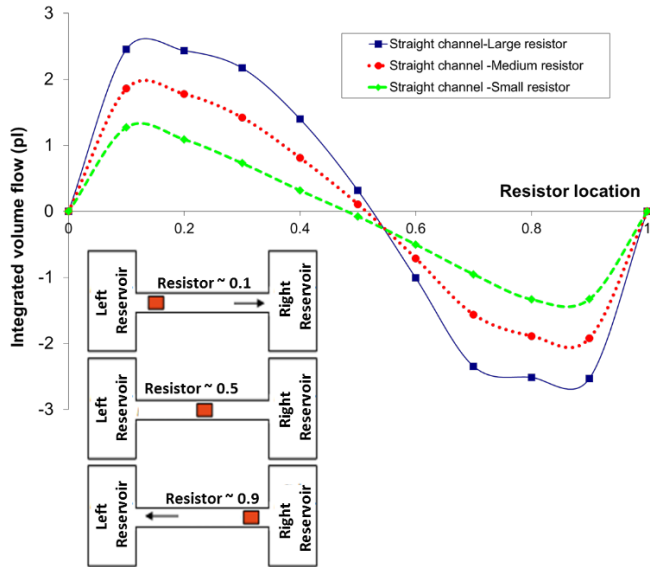 3
2
1
0
-1
-2
-3
Integrated volume flow (pl)
Straight channel-Large resistor
Straight channel -Medium resistor
Straight channel -Small resistor
Resistor location
0
0.2
0.4
0.6
0.8
1
Left
Reservoir
Resistor ~ 0.1
Right
Reservoir
Left
Reservoir
Resistor ~ 0.5
Right
Reservoir
Left
Reservoir
Resistor ~ 0.9
Right
Reservoir